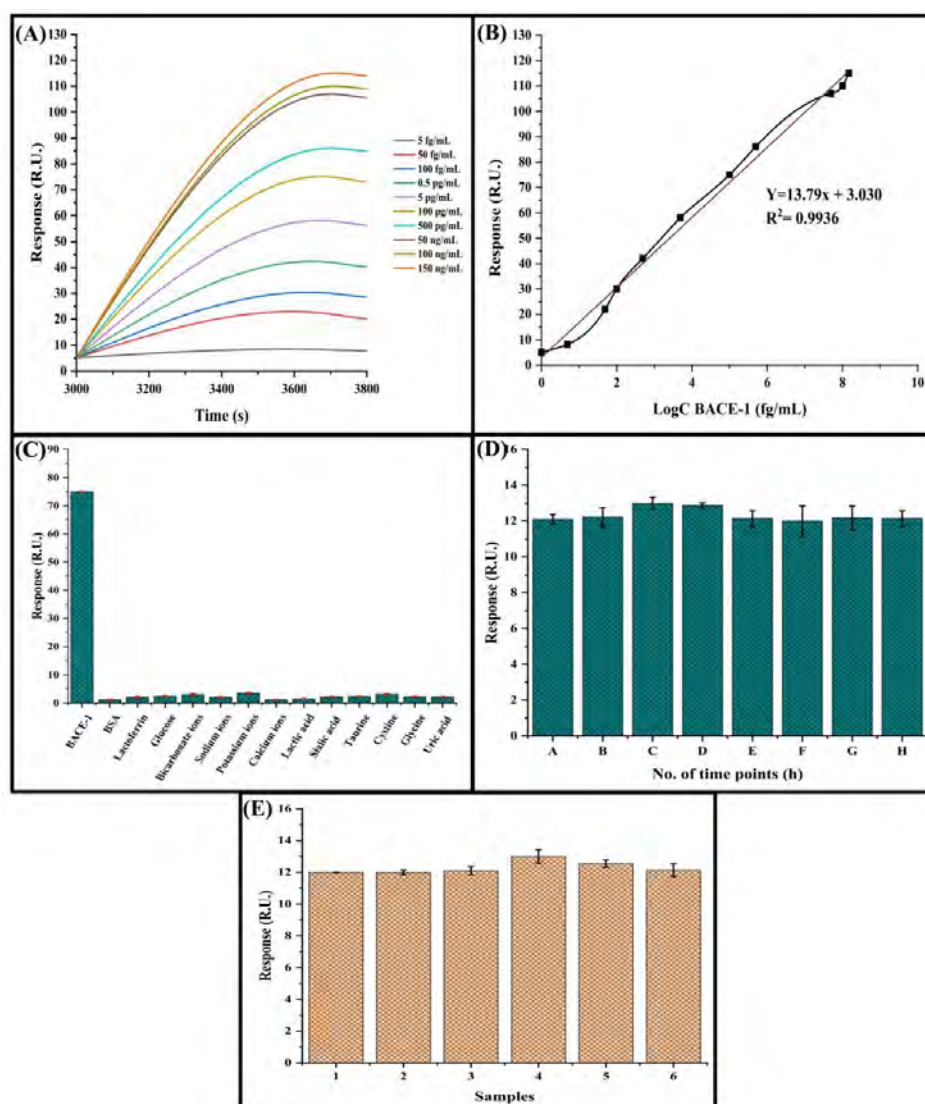 (A)
130
120
110
100
90
80
70
60
50
40
30
20
10
0
Response (R.U.)
3000 3200 3400 3600 3800
Time (s)
5 fg/mL
50 fg/mL
100 fg/mL
0.5 pg/mL
5 pg/mL
100 pg/mL
500 pg/mL
50 ng/mL
100 ng/mL
150 ng/mL
(B)
130
120
110
100
90
80
70
60
50
40
30
20
10
0
Response (R.U.)
Y=13.79x + 3.030
R²= 0.9936
0 2 4 6 8 10
LogC BACE-1 (fg/mL)
(C)
90
80
70
60
50
40
30
20
10
0
Response (R.U.)
BACE-1
BSA
Lactoferrin
Glucose
Bicarbonate ions
Sodium ions
Potassium ions
Calcium ions
Lactic acid
Sialic acid
Taurine
Cystine
Glycine
Uric acid
(D)
16
14
12
10
8
6
4
2
0
Response (R.U.)
A B C D E F G H
No. of time points (h)
(E)
16
14
12
10
8
6
4
2
0
Response (R.U.)
1 2 3 4 5 6
Samples